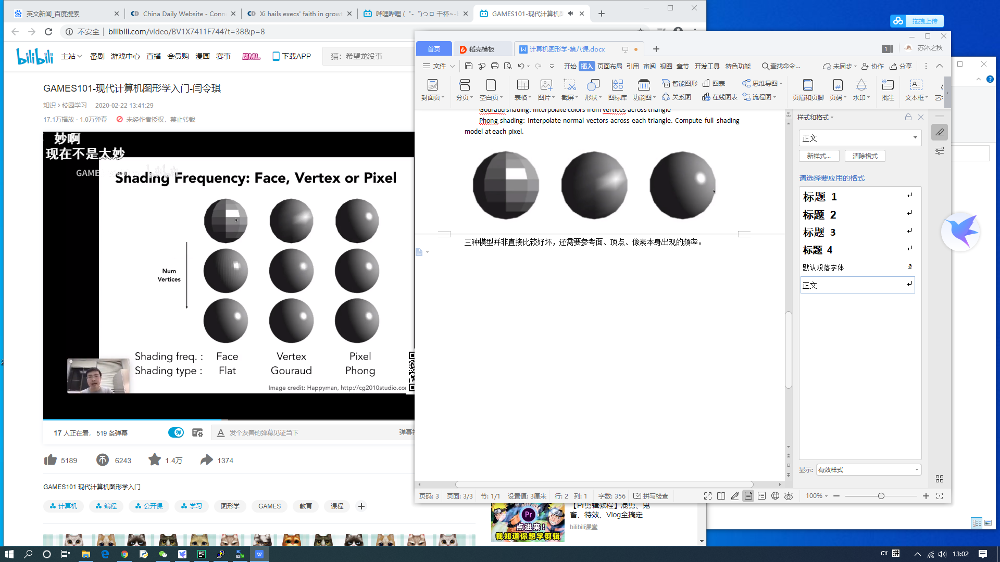 英文新闻_百度搜索
China Daily Website - Conn
Xi hails execs' faith in growt
哔哩哔哩 ( ゜- ゜)つロ 干杯~-b
GAMES101-现代计算机图
不安全 | bilibili.com/video/BV1X7411F744?t=38&p=8
拖拽上传
bilibili 主站 番剧 游戏中心 直播 会员购 漫画 赛事 BML 下载APP 猫：希望龙没事
GAMES101-现代计算机图形学入门-闫令琪
知识 > 校园学习 2020-02-22 13:41:29
17.1万播放 · 1.0万弹幕 未经作者授权，禁止转载
妙啊
现在不是太妙
GAME
bilibili
Shading Frequency: Face, Vertex or Pixel
Num
Vertices
Shading freq. : Face Vertex Pixel
Shading type : Flat Gouraud Phong
Image credit: Happyman, http://cg2010studio.co
17 人正在看， 519 条弹幕
弹
发个友善的弹幕见证当下
弹幕
5189 6243 1.4万 1374
GAMES101 现代计算机图形学入门
计算机 编程 公开课 学习 图形学 GAMES 教育 课程
首页 稻壳模板 计算机图形学-第八课.docx 1 苏沐之秋
文件 开始 插入 页面布局 引用 审阅 视图 章节 开发工具 特色功能 查找命令... 未同步 协作 分享
封面页 分页 空白页 表格 图片 截屏 形状 图标库 功能图 智能图形 图表 关系图 在线图表 思维导图 流程图 页眉和页脚 页码 水印 批注 文本框 艺
Gouraud shading: Interpolate colors from vertices across triangle
Phong shading: Interpolate normal vectors across each triangle. Compute full shading
model at each pixel.
三种模型并非直接比较好坏，还需要参考面、顶点、像素本身出现的频率。
样式和格式
正文
新样式... 清除格式
请选择要应用的格式
标题 1
标题 2
标题 3
标题 4
默认段落字体 a
正文
显示: 有效样式
页码: 3 页面: 3/3 节: 1/1 设置值: 3厘米 行: 2 列: 1 字数: 356 拼写检查 100%
Pr
点进来！
我知道你想学剪辑
【Pr剪辑教程】混剪、鬼
畜、特效、Vlog全搞定
bilibili课堂
PC
CH 拼 13:02